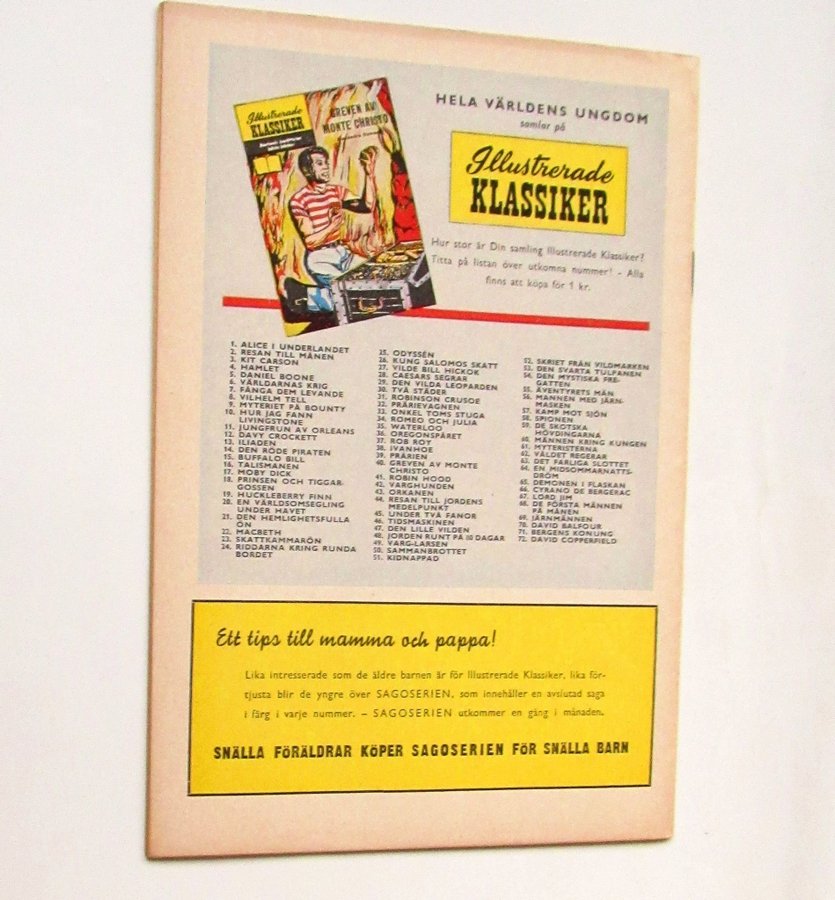 Illustrerade
KLASSIKER
GREVEN AV
MONTE CHRISTO
HELA VÄRLDENS UNGDOM
samlar på
Illustrerade
KLASSIKER
Hur stor är Din samling Illustrerade Klassiker?
Titta på listan över utkomna nummer! - Alla
finns att köpa för 1 kr.
1. ALICE I UNDERLANDET
2. RESAN TILL MÅNEN
3. KIT CARSON
4. HAMLET
5. DANIEL BOONE
6. VÄRLDARNAS KRIG
7. FÅNGA DEM LEVANDE
8. VILHELM TELL
9. MYTERIET PÅ BOUNTY
10. HUR JAG FANN
LIVINGSTONE
11. JUNGFRUN AV ORLEANS
12. DAVY CROCKETT
13. ILIADEN
14. DEN RÖDE PIRATEN
15. BUFFALO BILL
16. TALISMANEN
17. MOBY DICK
18. PRINSEN OCH TIGGAR-
GOSSEN
19. HUCKLEBERRY FINN
20. EN VÄRLDSOMSEGLING
UNDER HAVET
21. DEN HEMLIGHETSFULLA
ÖN
22. MACBETH
23. SKATTKAMMARÖN
24. RIDDARNA KRING RUNDA
BORDET
25. ODYSSÉN
26. KUNG SALOMOS SKATT
27. VILDE BILL HICKOK
28. CAESARS SEGRAR
29. DEN VILDA LEOPARDEN
30. TVÅ STÄDER
31. ROBINSON CRUSOE
32. PRÄRIEVAGNEN
33. ONKEL TOMS STUGA
34. ROMEO OCH JULIA
35. WATERLOO
36. OREGONSPÅRET
37. ROB ROY
38. IVANHOE
39. PRÄRIEN
40. GREVEN AV MONTE
CHRISTO
41. ROBIN HOOD
42. VARGHUNDEN
43. ORKANEN
44. RESAN TILL JORDENS
MEDELPUNKT
45. UNDER TVÅ FANOR
46. TIDSMASKINEN
47. DEN LILLE VILDEN
48. JORDEN RUNT PÅ 80 DAGAR
49. VARG-LARSEN
50. SAMMANBROTTET
51. KIDNAPPAD
52. SKRIET FRÅN VILDMARKEN
53. DEN SVARTA TULPANEN
54. DEN MYSTISKA FRE-
GATTEN
55. ÄVENTYRETS MÄN
56. MANNEN MED JÄRN-
MASKEN
57. KAMP MOT SJÖN
58. SPIONEN
59. DE SKOTSKA
HÖVDINGARNA
60. MÄNNEN KRING KUNGEN
61. MYTERISTERNA
62. VÅLDET REGERAR
63. DET FARLIGA SLOTTET
64. EN MIDSOMMARNATTS-
DRÖM
65. DEMONEN I FLASKAN
66. CYRANO DE BERGERAC
67. LORD JIM
68. DE FÖRSTA MÄNNEN
PÅ MÅNEN
69. JÄRNMÄNNEN
70. DAVID BALFOUR
71. BERGENS KONUNG
72. DAVID COPPERFIELD
Ett tips till mamma och pappa!
Lika intresserade som de äldre barnen är för Illustrerade Klassiker, lika för-
tjusta blir de yngre över SAGOSERIEN, som innehåller en avslutad saga
i färg i varje nummer. – SAGOSERIEN utkommer en gång i månaden.
SNÄLLA FÖRÄLDRAR KÖPER SAGOSERIEN FÖR SNÄLLA BARN